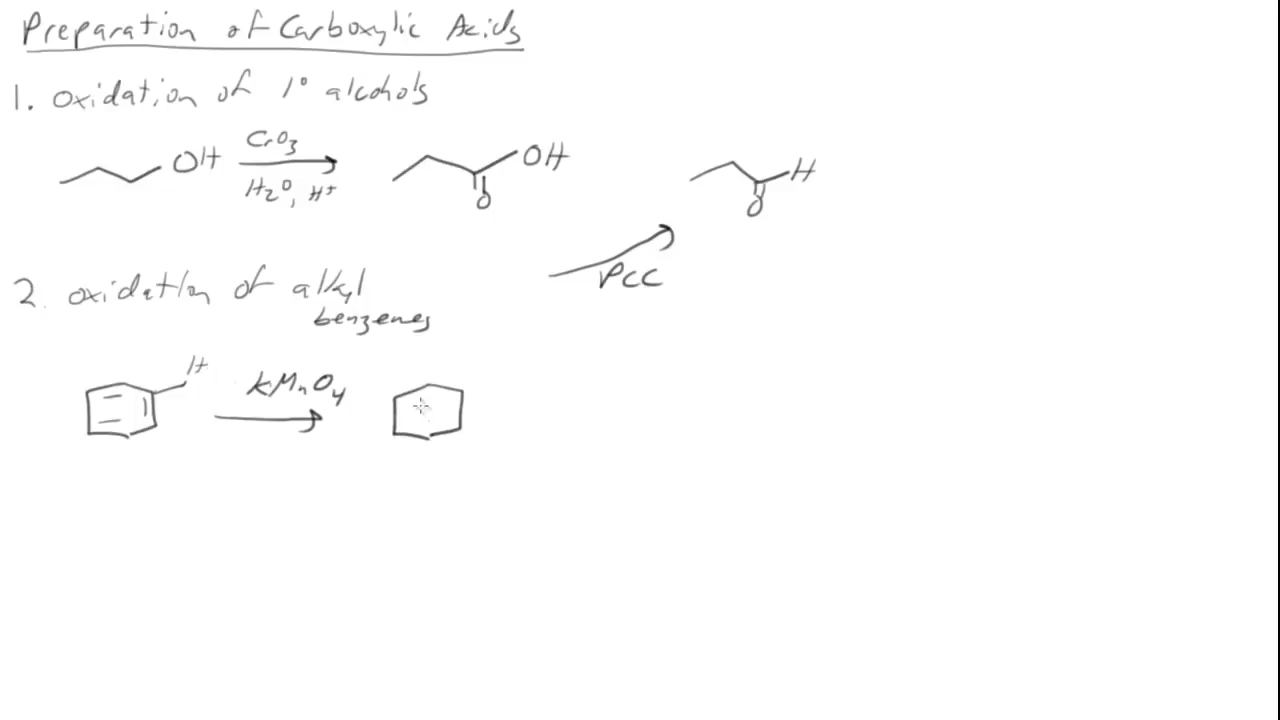 Preparation of Carboxylic Acids
1. oxidation of 1° alcohols
OH CrO3 H2O, H+ OH O
H O
PCC
2. oxidation of alkyl
benzenes
H KMnO4